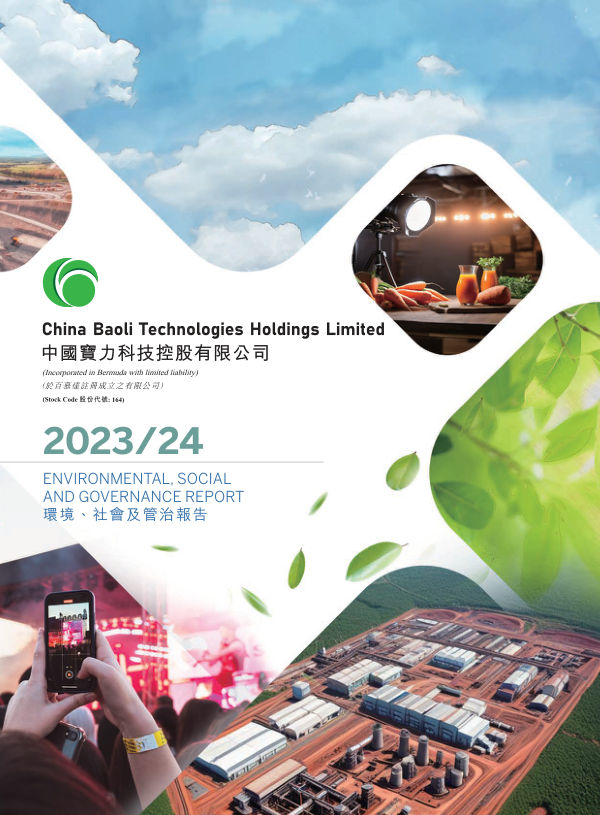 China Baoli Technologies Holdings Limited
中國寶力科技控股有限公司
(Incorporated in Bermuda with limited liability)
(於百慕達註冊成立之有限公司)
(Stock Code 股份代號: 164)
2023/24
ENVIRONMENTAL, SOCIAL
AND GOVERNANCE REPORT
環境、社會及管治報告